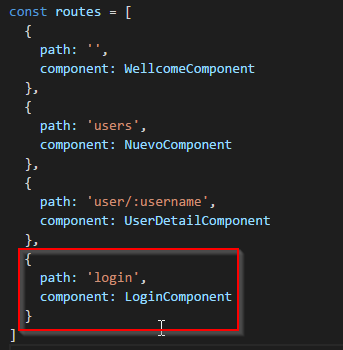 const routes = [
{
path: '',
component: WellcomeComponent
},
{
path: 'users',
component: NuevoComponent
},
{
path: 'user/:username',
component: UserDetailComponent
},
{
path: 'login',
component: LoginComponent
}
]